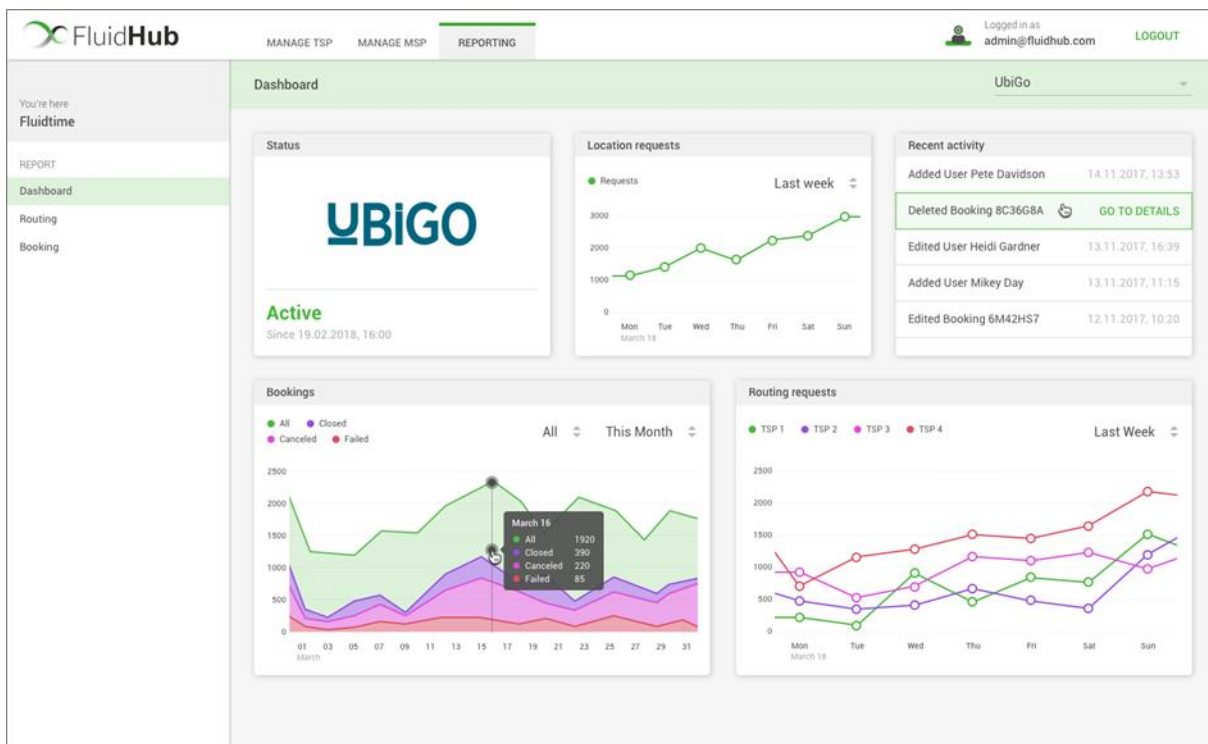 FluidHub
MANAGE TSP
MANAGE MSP
REPORTING
Logged in as
admin@fluidhub.com
LOGOUT
You're here
Fluidtime
REPORT
Dashboard
Routing
Booking
Dashboard
UbiGo
Status
UBiGO
Active
Since 19.02.2018, 16:00
Location requests
Requests
Last week
3000
2000
1000
0
Mon Tue Wed Thu Fri Sat Sun
March 18
Recent activity
Added User Pete Davidson 14.11.2017, 13:53
Deleted Booking 8C36G8A GO TO DETAILS
Edited User Heidi Gardner 13.11.2017, 16:39
Added User Mikey Day 13.11.2017, 11:15
Edited Booking 6M42HS7 12.11.2017, 10:20
Bookings
All Closed
Canceled Failed
All This Month
2500
2000
1500
1000
500
0
March 16
All 1920
Closed 390
Canceled 220
Failed 85
01 03 05 07 09 11 13 15 17 19 21 23 25 27 29 31
March
Routing requests
TSP 1 TSP 2 TSP 3 TSP 4
Last Week
2500
2000
1500
1000
500
0
Mon Tue Wed Thu Fri Sat Sun
March 18